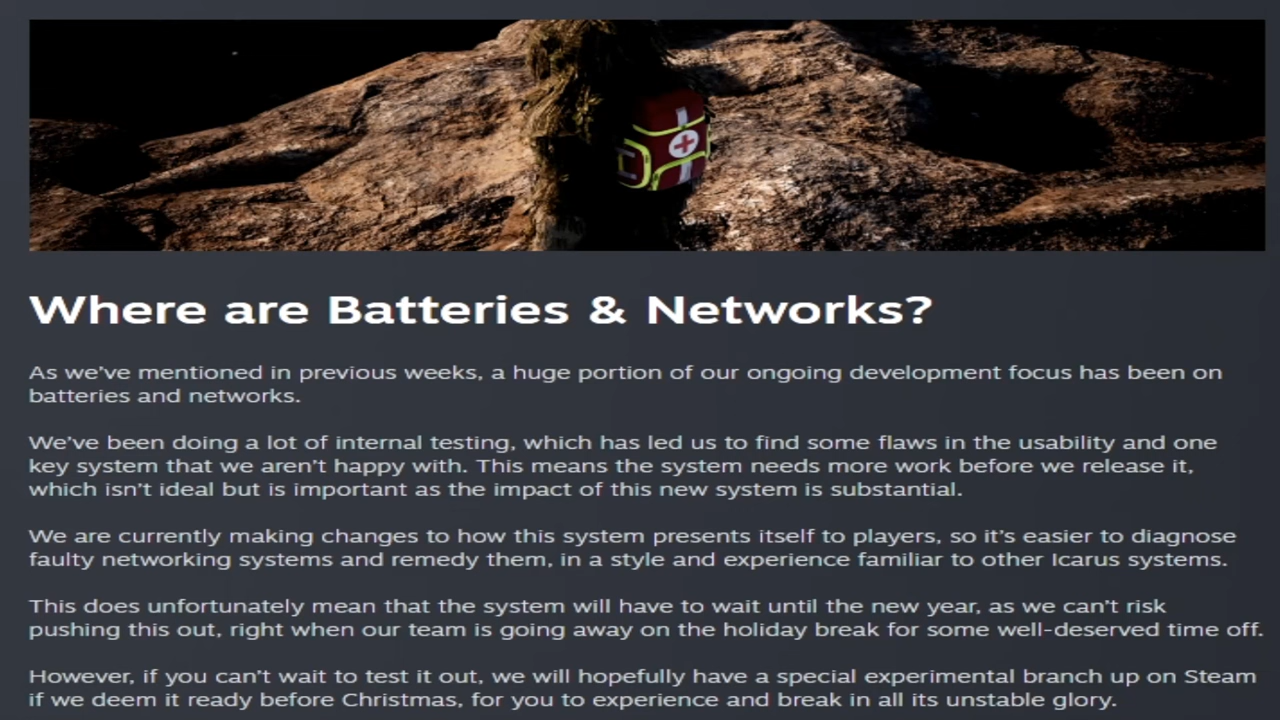 Where are Batteries & Networks?
As we've mentioned in previous weeks, a huge portion of our ongoing development focus has been on
batteries and networks.
We've been doing a lot of internal testing, which has led us to find some flaws in the usability and one
key system that we aren't happy with. This means the system needs more work before we release it,
which isn't ideal but is important as the impact of this new system is substantial.
We are currently making changes to how this system presents itself to players, so it's easier to diagnose
faulty networking systems and remedy them, in a style and experience familiar to other Icarus systems.
This does unfortunately mean that the system will have to wait until the new year, as we can't risk
pushing this out, right when our team is going away on the holiday break for some well-deserved time off.
However, if you can't wait to test it out, we will hopefully have a special experimental branch up on Steam
if we deem it ready before Christmas, for you to experience and break in all its unstable glory.